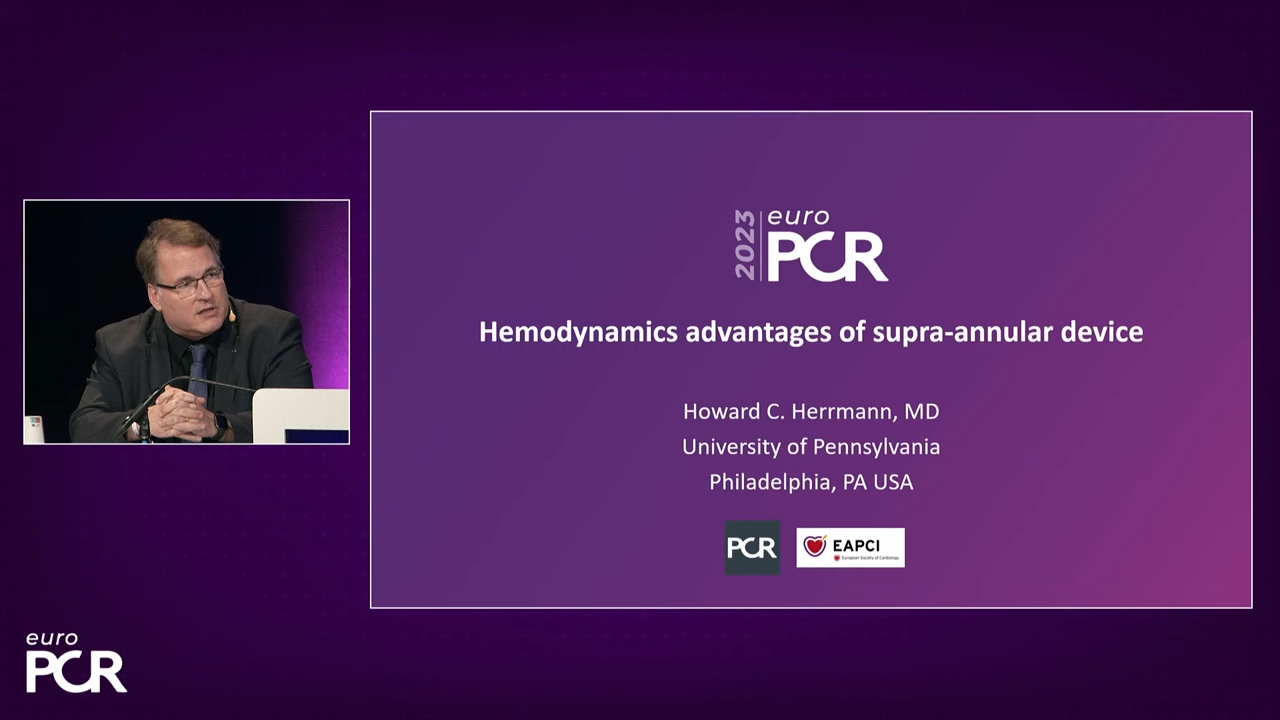 2023
euro
PCR
Hemodynamics advantages of supra-annular device
Howard C. Herrmann, MD
University of Pennsylvania
Philadelphia, PA USA
PCR
EAPCI
European Society of Cardiology
euro
PCR